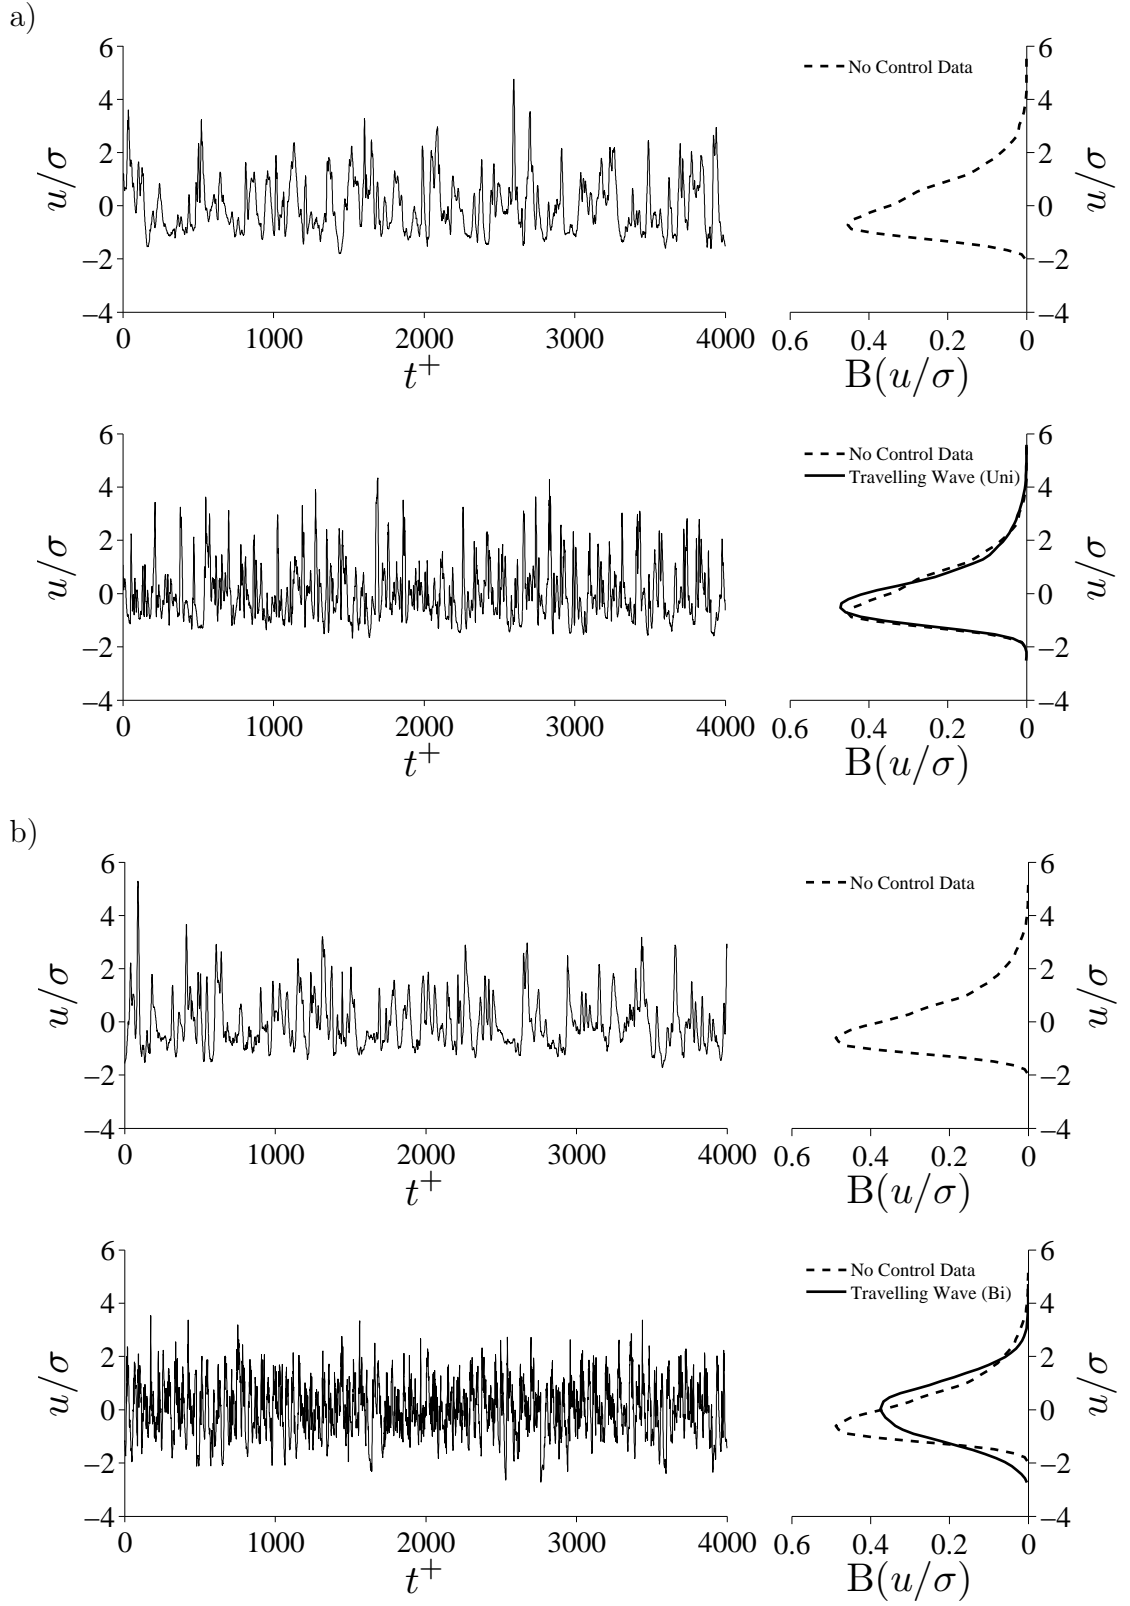 a)
6
4
2
0
−2
−4
u/σ
0 1000 2000 3000 4000
t+
No Control Data
6
4
2
0
−2
−4
u/σ
0.6 0.4 0.2 0
B(u/σ)
6
4
2
0
−2
−4
u/σ
0 1000 2000 3000 4000
t+
No Control Data
Travelling Wave (Uni)
6
4
2
0
−2
−4
u/σ
0.6 0.4 0.2 0
B(u/σ)
b)
6
4
2
0
−2
−4
u/σ
0 1000 2000 3000 4000
t+
No Control Data
6
4
2
0
−2
−4
u/σ
0.6 0.4 0.2 0
B(u/σ)
6
4
2
0
−2
−4
u/σ
0 1000 2000 3000 4000
t+
No Control Data
Travelling Wave (Bi)
6
4
2
0
−2
−4
u/σ
0.6 0.4 0.2 0
B(u/σ)